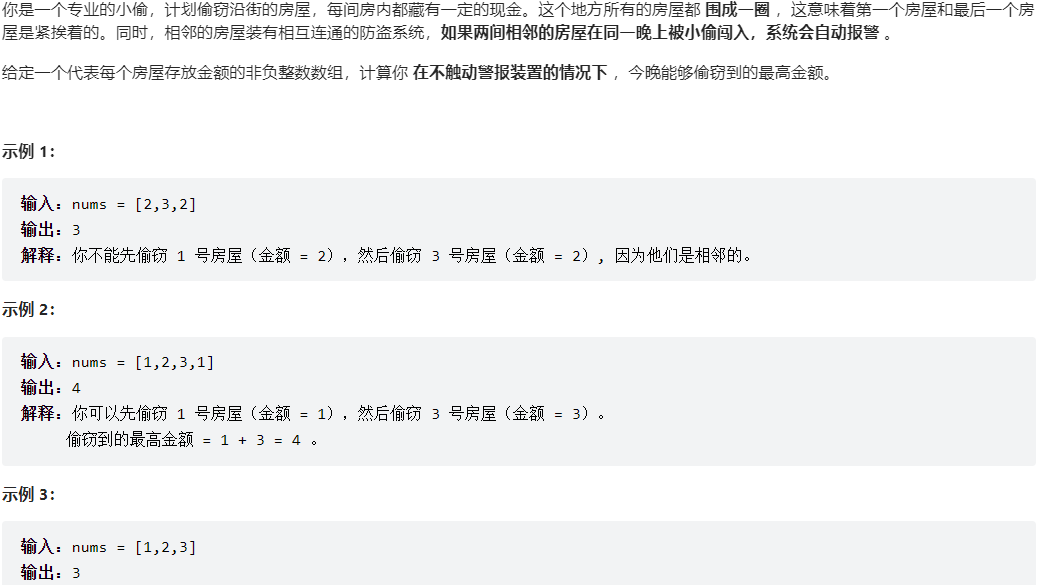 你是一个专业的小偷，计划偷窃沿街的房屋，每间房内都藏有一定的现金。这个地方所有的房屋都 围成一圈 ，这意味着第一个房屋和最后一个房
屋是紧挨着的。同时，相邻的房屋装有相互连通的防盗系统，如果两间相邻的房屋在同一晚上被小偷闯入，系统会自动报警 。
给定一个代表每个房屋存放金额的非负整数数组，计算你 在不触动警报装置的情况下 ，今晚能够偷窃到的最高金额。
示例 1：
输入：nums = [2,3,2]
输出：3
解释：你不能先偷窃 1 号房屋（金额 = 2），然后偷窃 3 号房屋（金额 = 2）, 因为他们是相邻的。
示例 2：
输入：nums = [1,2,3,1]
输出：4
解释：你可以先偷窃 1 号房屋（金额 = 1），然后偷窃 3 号房屋（金额 = 3）。
偷窃到的最高金额 = 1 + 3 = 4 。
示例 3：
输入：nums = [1,2,3]
输出：3